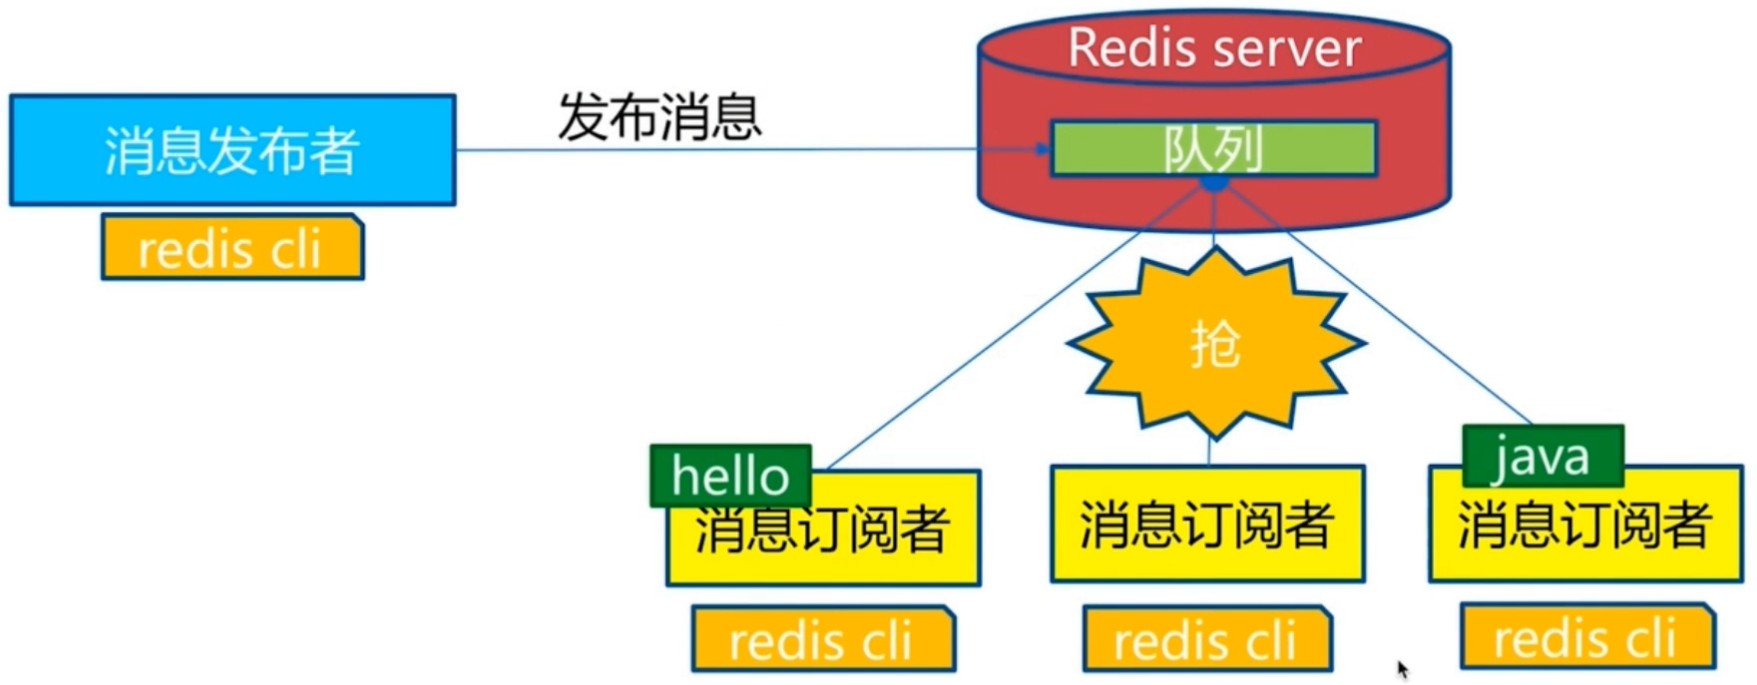 Redis server
消息发布者
发布消息
队列
redis cli
抢
hello
java
消息订阅者
消息订阅者
消息订阅者
redis cli
redis cli
redis cli